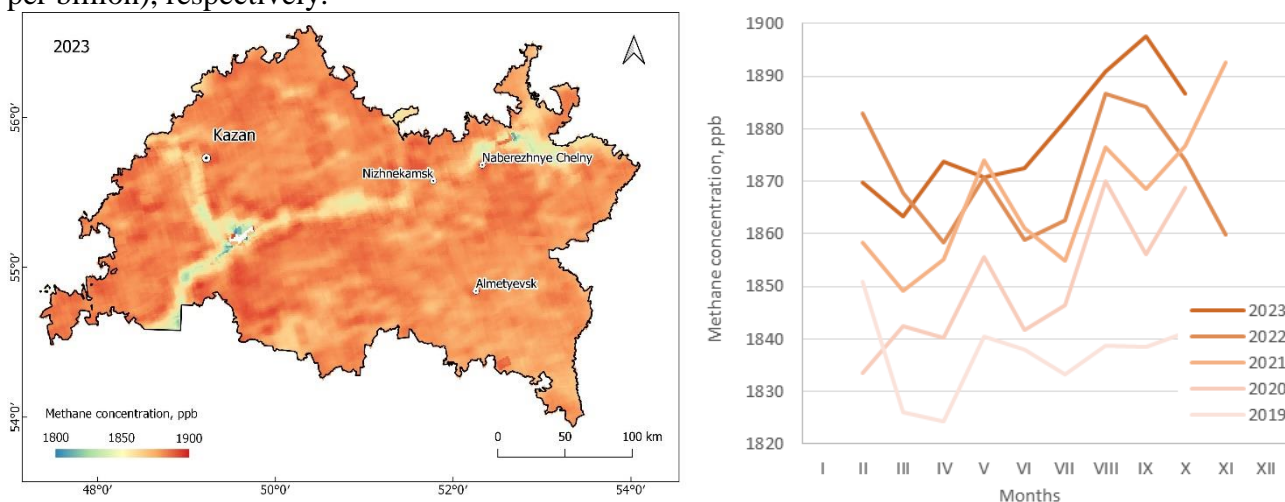 per billion), respectively.
2023
Kazan
Naberezhnye Chelny
Nizhnekamsk
Almetyevsk
Methane concentration, ppb
1800 1850 1900
0 50 100 km
56°0'
55°0'
54°0'
48°0' 50°0' 52°0' 54°0'
Methane concentration, ppb
1900
1890
1880
1870
1860
1850
1840
1830
1820
I II III IV V VI VII VIII IX X XI XII
Months
2023
2022
2021
2020
2019